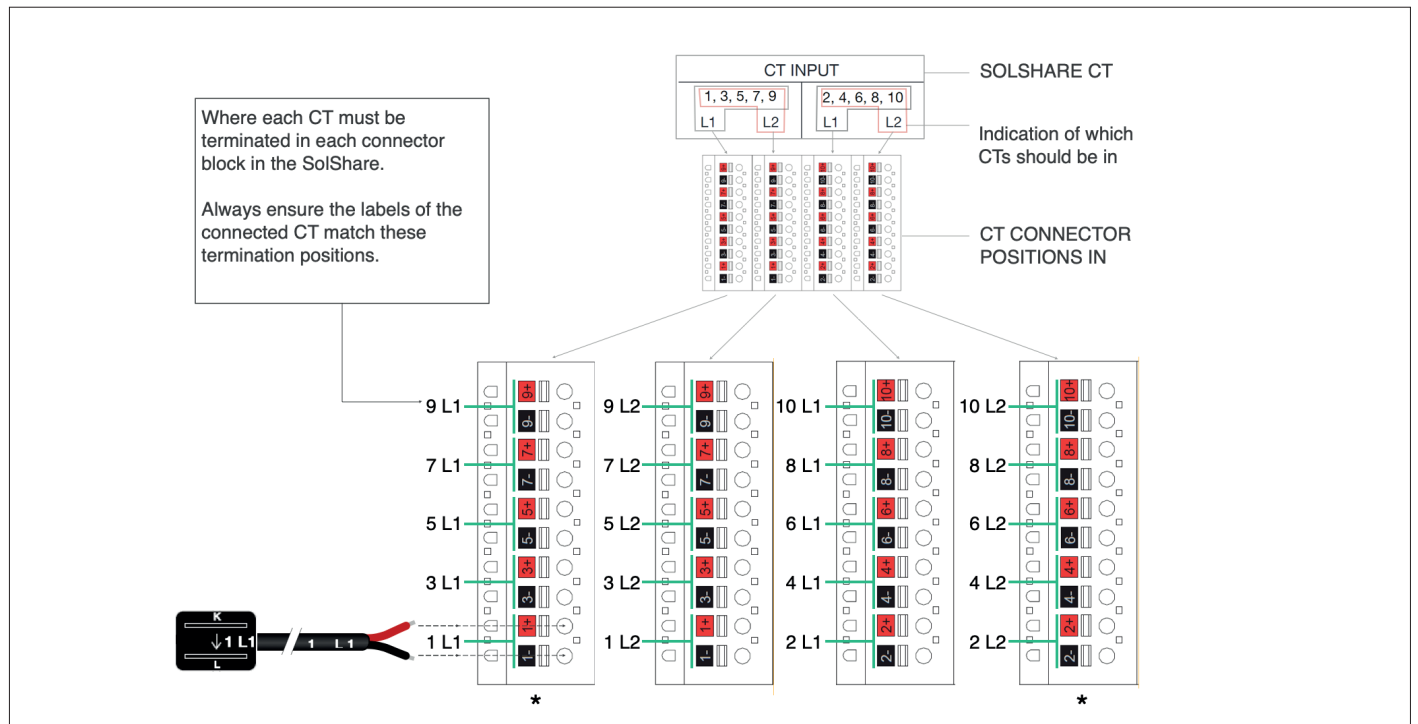 CT INPUT
1, 3, 5, 7, 9
2, 4, 6, 8, 10
L1
L2
L1
L2
SOLSHARE CT
Indication of which
CTs should be in
CT CONNECTOR
POSITIONS IN
Where each CT must be
terminated in each connector
block in the SolShare.
Always ensure the labels of the
connected CT match these
termination positions.
9 L1
9+
9-
7 L1
7+
7-
5 L1
5+
5-
3 L1
3+
3-
1 L1
1+
1-
*
9 L2
9+
9-
7 L2
7+
7-
5 L2
5+
5-
3 L2
3+
3-
1 L2
1+
1-
10 L1
10+
10-
8 L1
8+
8-
6 L1
6+
6-
4 L1
4+
4-
2 L1
2+
2-
10 L2
10+
10-
8 L2
8+
8-
6 L2
6+
6-
4 L2
4+
4-
2 L2
2+
2-
*
K
↓ 1 L1
L
1 L1